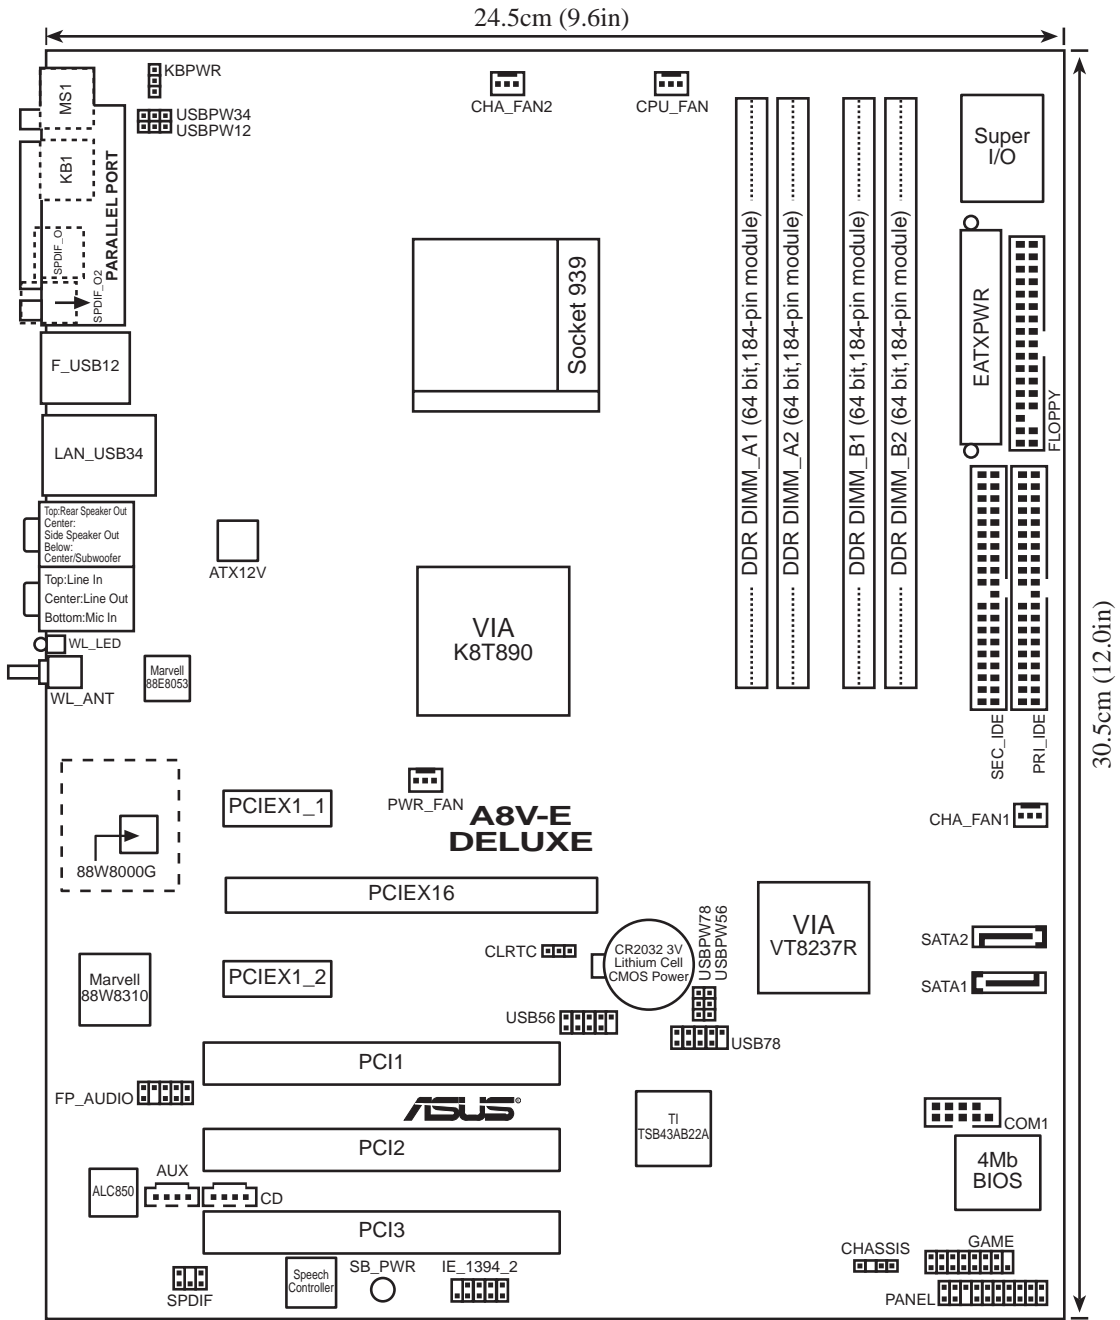 24.5cm (9.6in)
KBPWR
MS1
CHA_FAN2
CPU_FAN
USBPW34
USBPW12
Super
I/O
KB1
PARALLEL PORT
SPDIF_O1
SPDIF_O2
Socket 939
DDR DIMM_A1 (64 bit,184-pin module)
DDR DIMM_A2 (64 bit,184-pin module)
DDR DIMM_B1 (64 bit,184-pin module)
DDR DIMM_B2 (64 bit,184-pin module)
EATXPWR
FLOPPY
F_USB12
LAN_USB34
Top:Rear Speaker Out
Center:
Side Speaker Out
Below:
Center/Subwoofer
ATX12V
Top:Line In
Center:Line Out
Bottom:Mic In
VIA
K8T890
WL_LED
WL_ANT
Marvell
88E8053
30.5cm (12.0in)
SEC_IDE
PRI_IDE
PWR_FAN
PCIEX1_1
A8V-E
DELUXE
CHA_FAN1
88W8000G
PCIEX16
VIA
VT8237R
USBPW78
USBPW56
SATA2
CLRTC
CR2032 3V
Lithium Cell
CMOS Power
Marvell
88W8310
PCIEX1_2
SATA1
USB56
USB78
PCI1
FP_AUDIO
ASUS
®
TI
TSB43AB22A
COM1
PCI2
4Mb
BIOS
AUX
ALC850
CD
PCI3
CHASSIS
GAME
Speech
Controller
SB_PWR
IE_1394_2
SPDIF
PANEL